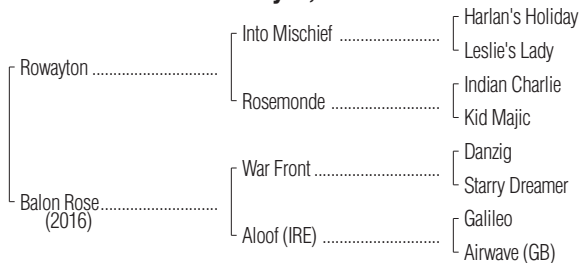 Harlan's Holiday
Into Mischief
Leslie's Lady
Rowayton
Indian Charlie
Rosemonde
Kid Majic
Danzig
War Front
Starry Dreamer
Balon Rose
(2016)
Galileo
Aloof (IRE)
Airwave (GB)